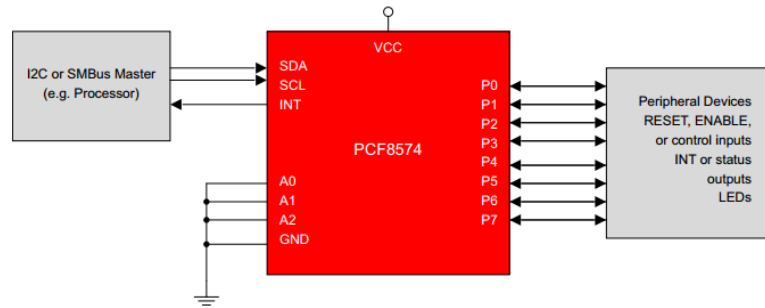 I2C or SMBus Master
(e.g. Processor)
VCC
SDA
SCL
INT
PCF8574
A0
A1
A2
GND
P0
P1
P2
P3
P4
P5
P6
P7
Peripheral Devices
RESET, ENABLE,
or control inputs
INT or status
outputs
LEDs